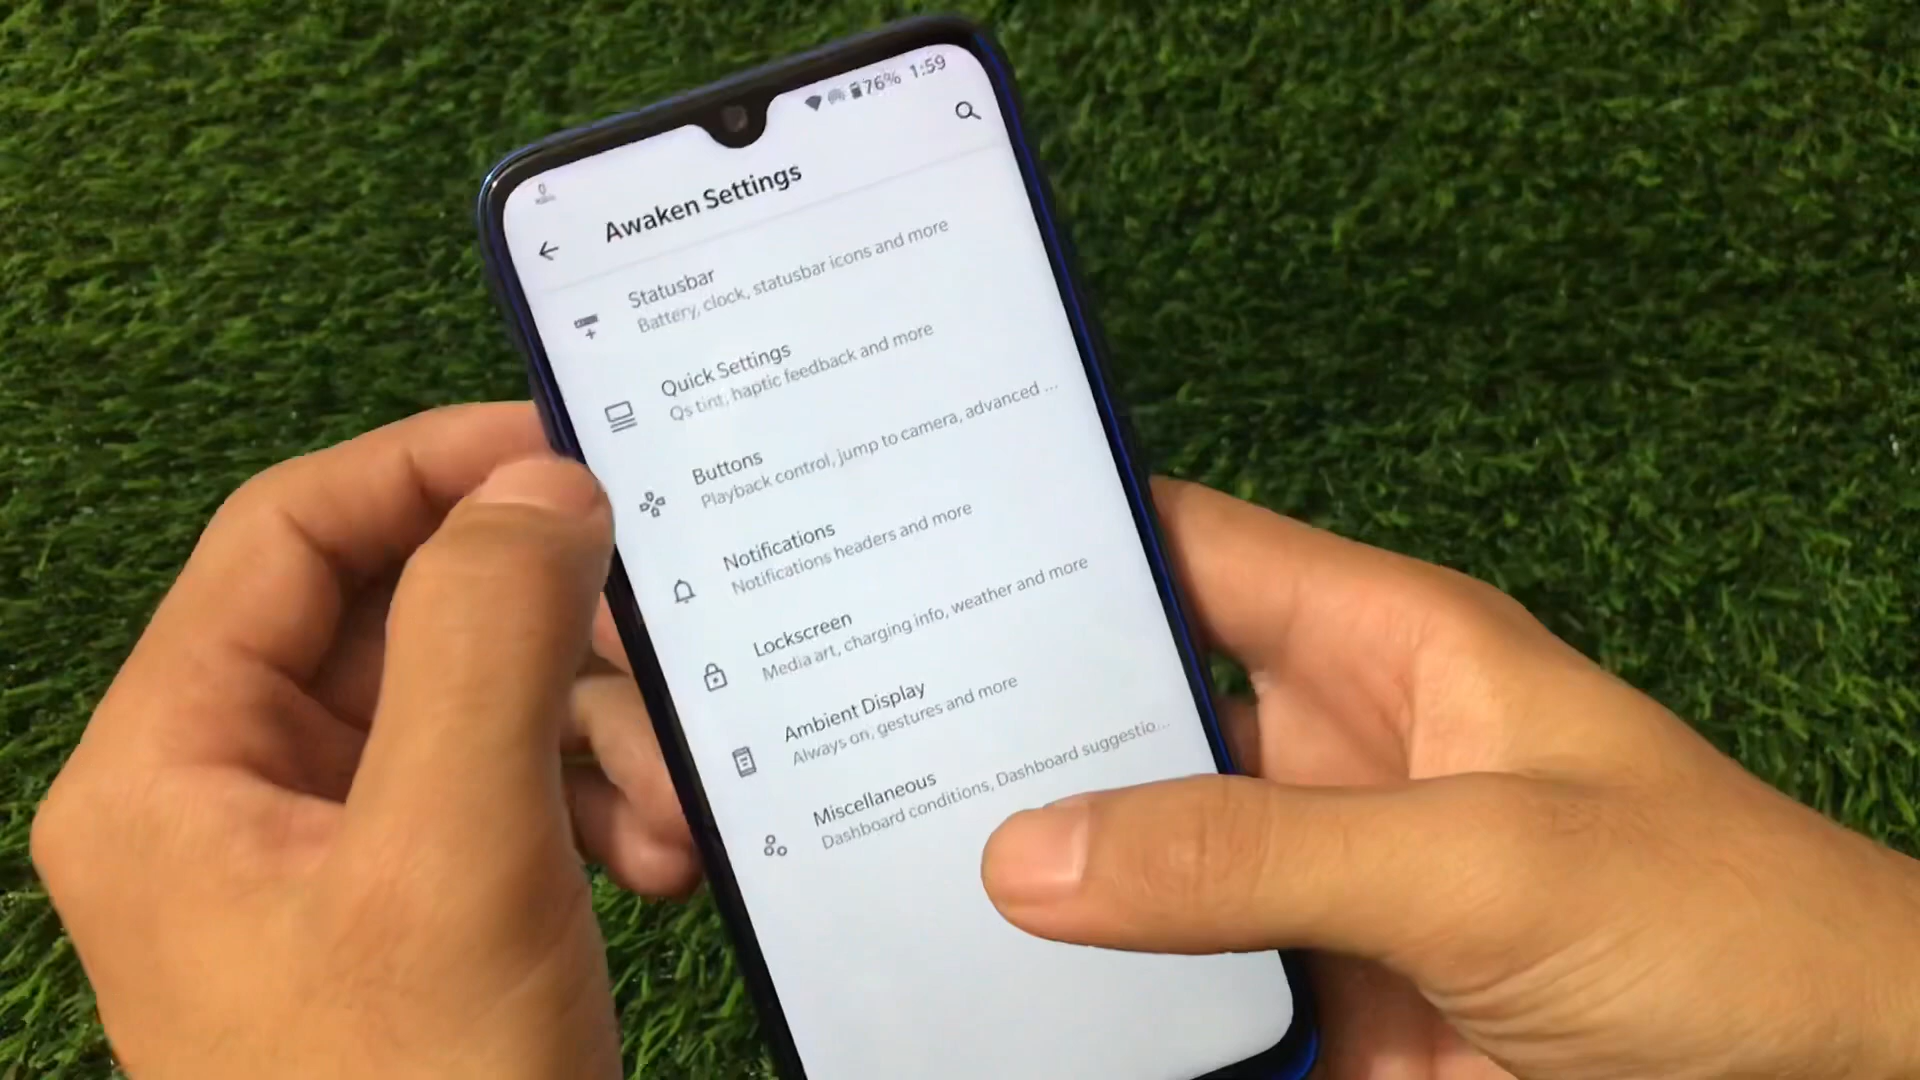 76% 1:59
Awaken Settings
Statusbar
Battery, clock, statusbar icons and more
Quick Settings
Qs tint, haptic feedback and more
Buttons
Playback control, jump to camera, advanced ...
Notifications
Notifications headers and more
Lockscreen
Media art, charging info, weather and more
Ambient Display
Always on, gestures and more
Miscellaneous
Dashboard conditions, Dashboard suggestio...